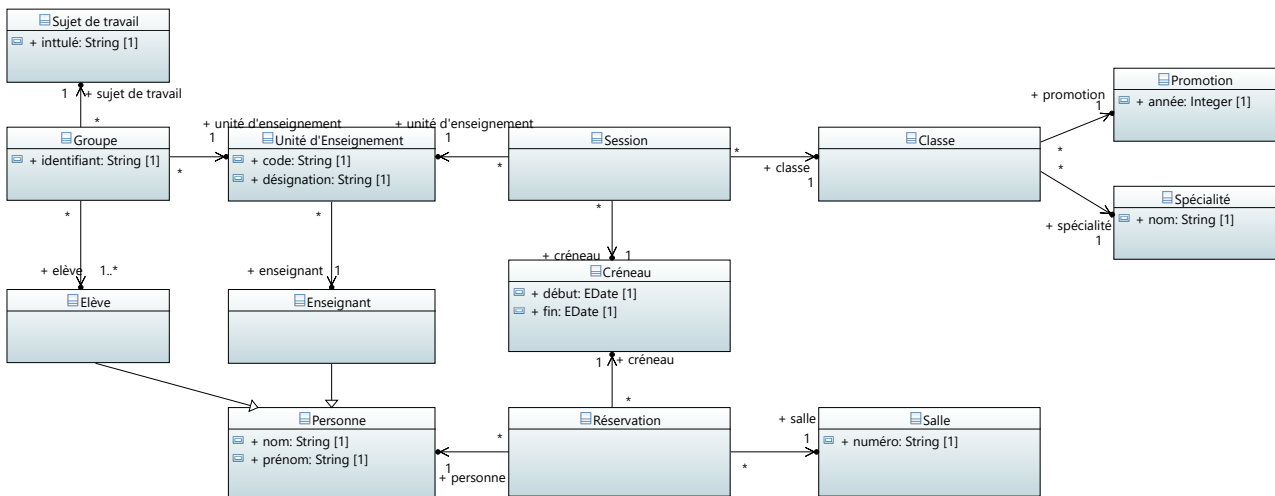 Sujet de travail
+ inttulé: String [1]
1
+ sujet de travail
*
Groupe
+ identifiant: String [1]
*
*
+ elève
1..*
Elève
+ unité d'enseignement
1
Unité d'Enseignement
+ code: String [1]
+ désignation: String [1]
*
+ enseignant
1
Enseignant
Personne
+ nom: String [1]
+ prénom: String [1]
+ unité d'enseignement
1
*
Session
*
*
+ créneau
1
Créneau
+ début: EDate [1]
+ fin: EDate [1]
1
+ créneau
*
Réservation
*
1
+ personne
*
+ salle
1
Salle
+ numéro: String [1]
+ classe
1
Classe
*
*
+ promotion
1
Promotion
+ année: Integer [1]
+ spécialité
1
Spécialité
+ nom: String [1]